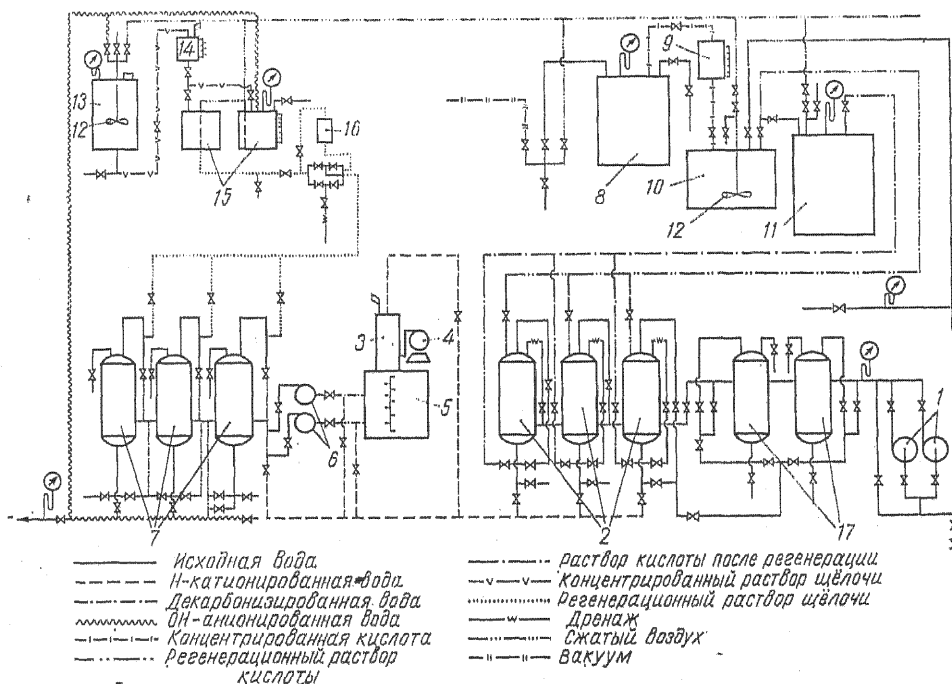 14
9
13
12
16
15
8
10
12
11
3
4
5
6
7
2
1
17
Исходная вода
Н-катионированная вода
Декарбонизированная вода
ОН-анионированная вода
Концентрированная кислота
Регенерационный раствор
кислоты
Раствор кислоты после регенерации
Концентрированный раствор щёлочи
Регенерационный раствор щёлочи
Дренаж
Сжатый воздух
Вакуум